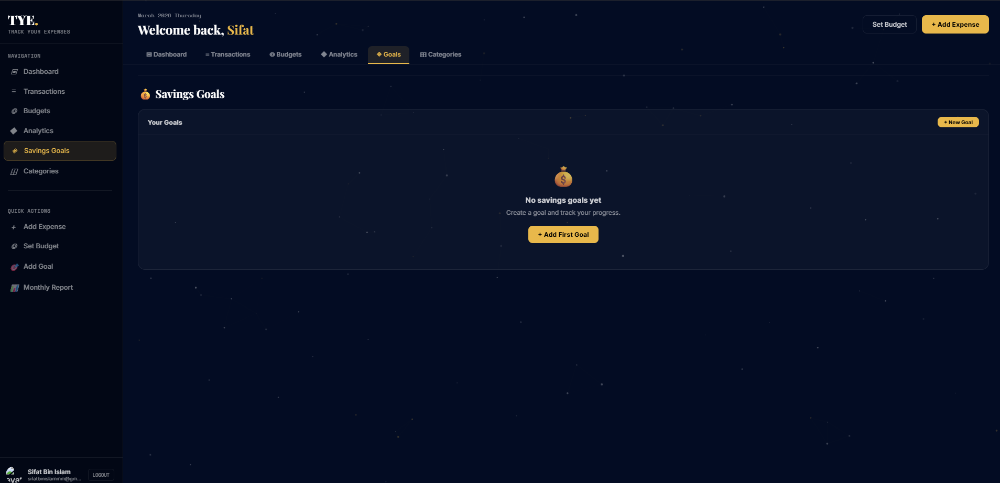 TYE.
TRACK YOUR EXPENSES
NAVIGATION
Dashboard
Transactions
Budgets
Analytics
Savings Goals
Categories
QUICK ACTIONS
+ Add Expense
Set Budget
Add Goal
Monthly Report
Sifat Bin Islam
sifatbinislammm@gm...
LOGOUT
March 2026 Thursday
Welcome back, Sifat
Set Budget
+ Add Expense
Dashboard
Transactions
Budgets
Analytics
Goals
Categories
Savings Goals
Your Goals
+ New Goal
No savings goals yet
Create a goal and track your progress.
+ Add First Goal